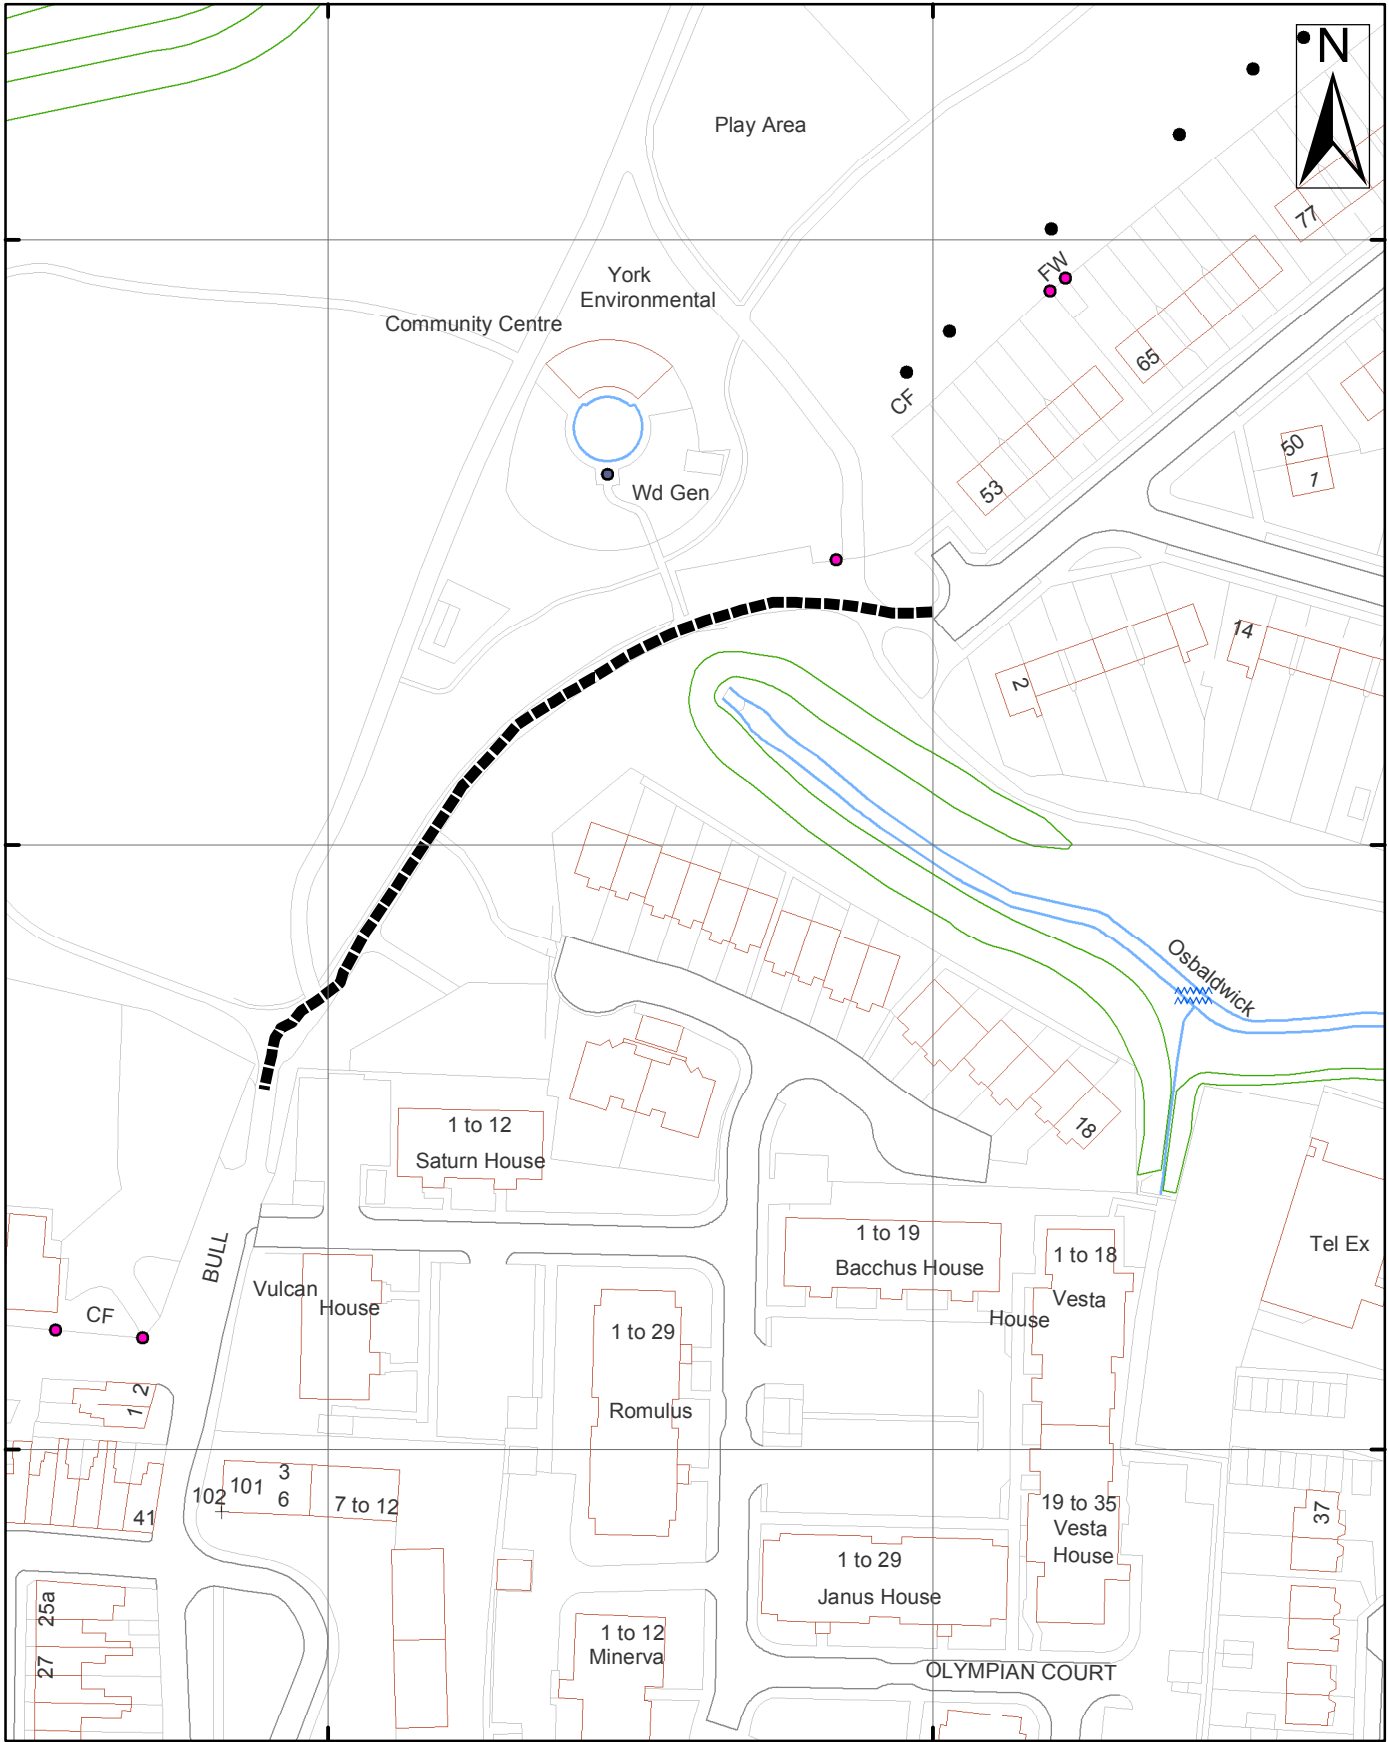 N
Play Area
77
FW
York
Environmental
Community Centre
65
CF
50
1
53
Wd Gen
14
2
Osbaldwick
18
1 to 12
Saturn House
BULL
1 to 19
Bacchus House
1 to 18
Vesta
House
Tel Ex
Vulcan
House
CF
1 to 29
Romulus
2
1
3
101
6
102
7 to 12
41
19 to 35
Vesta
House
37
1 to 29
Janus House
25a
27
1 to 12
Minerva
OLYMPIAN COURT